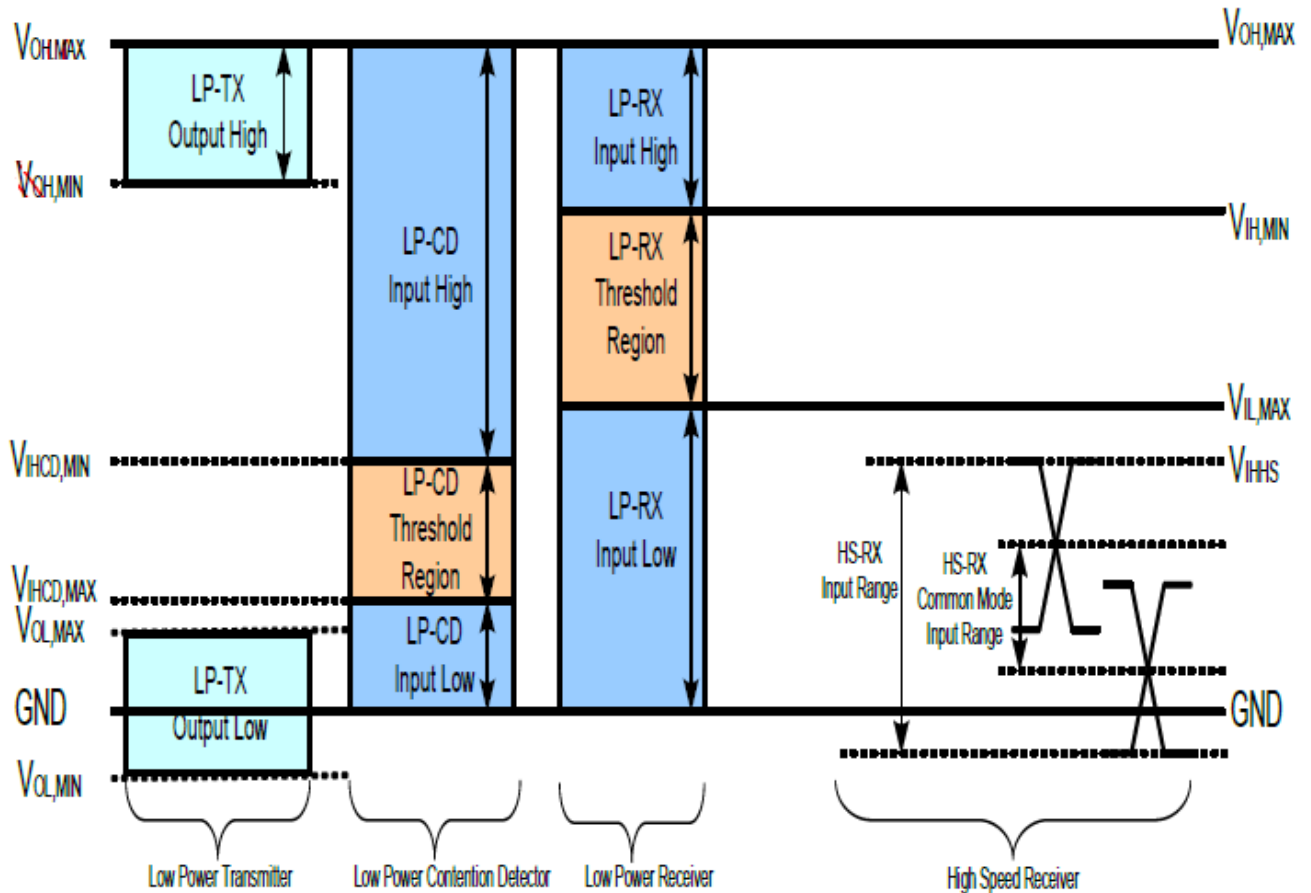 VOH,MAX
VOH,MAX
LP-TX
Output High
LP-RX
Input High
VOH,MIN
VIH,MIN
LP-CD
Input High
LP-RX
Threshold
Region
VIL,MAX
VIHCD,MIN
VIHHS
LP-CD
Threshold
Region
LP-RX
Input Low
HS-RX
Input Range
HS-RX
Common Mode
Input Range
VIHCD,MAX
VOL,MAX
LP-CD
Input Low
LP-TX
Output Low
GND
GND
VOL,MIN
Low Power Transmitter
Low Power Contention Detector
Low Power Receiver
High Speed Receiver